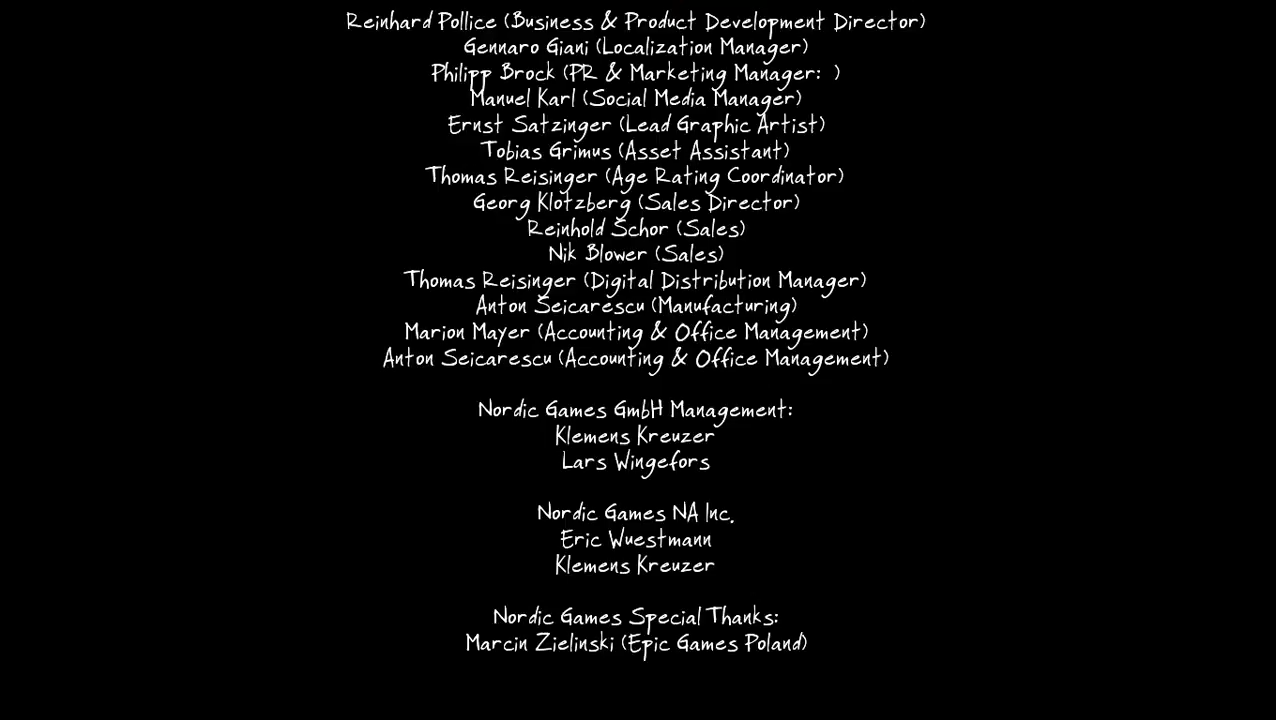 Reinhard Pollice (Business & Product Development Director)
Gennaro Giani (Localization Manager)
Philipp Brock (PR & Marketing Manager:  )
Manuel Karl (Social Media Manager)
Ernst Satzinger (Lead Graphic Artist)
Tobias Grimus (Asset Assistant)
Thomas Reisinger (Age Rating Coordinator)
Georg Klotzberg (Sales Director)
Reinhold Schor (Sales)
Nik Blower (Sales)
Thomas Reisinger (Digital Distribution Manager)
Anton Seicarescu (Manufacturing)
Marion Mayer (Accounting & Office Management)
Anton Seicarescu (Accounting & Office Management)
Nordic Games GmbH Management:
Klemens Kreuzer
Lars Wingefors
Nordic Games NA Inc.
Eric Wuestmann
Klemens Kreuzer
Nordic Games Special Thanks:
Marcin Zielinski (Epic Games Poland)